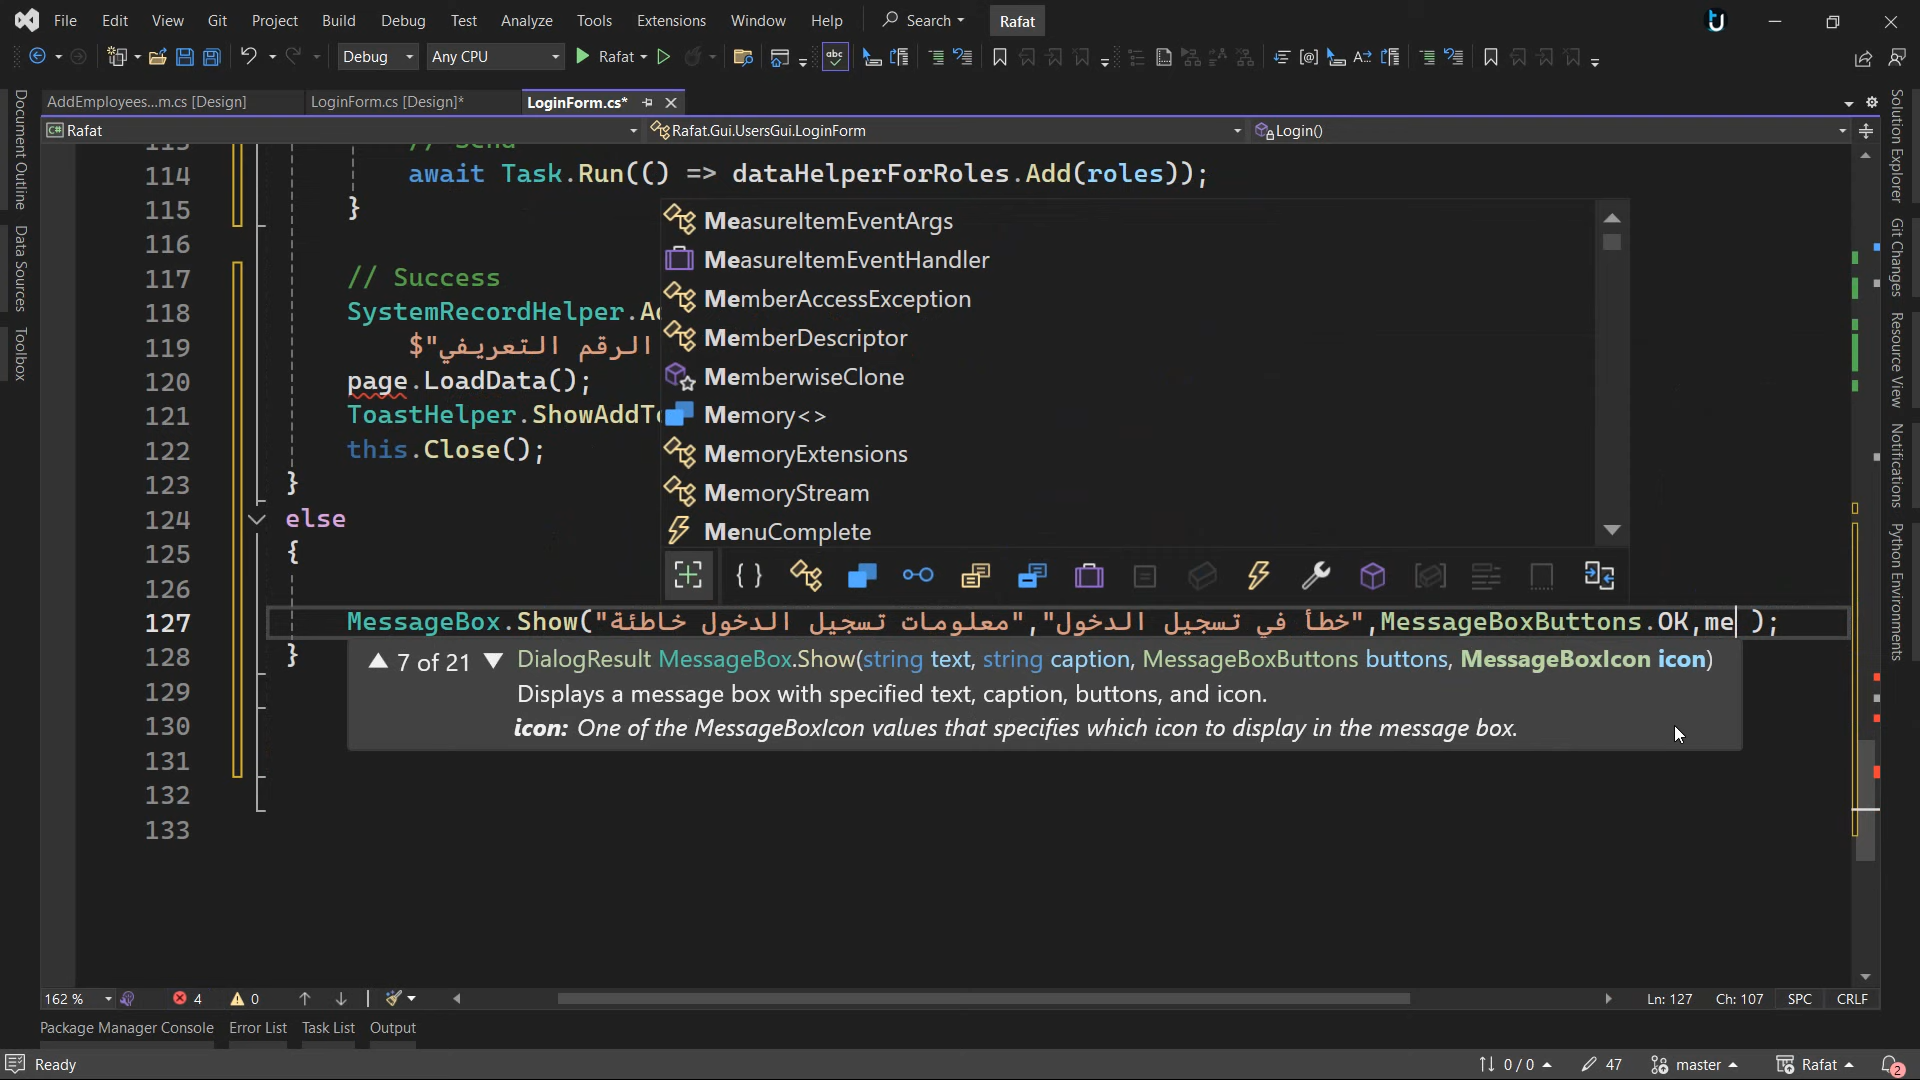 File Edit View Git Project Build Debug Test Analyze Tools Extensions Window Help Search Rafat
Debug Any CPU Rafat
AddEmployees...m.cs [Design] LoginForm.cs [Design]* LoginForm.cs*
Rafat Rafat.Gui.UsersGui.LoginForm Login()
Document Outline
Data Sources
Toolbox
Solution Explorer
Git Changes
Resource View
Notifications
Python Environments
113 // Send
114 await Task.Run(() => dataHelperForRoles.Add(roles));
115 }
116
117 // Success
118 SystemRecordHelper.A
119 $"الرقم التعريفي
120 page.LoadData();
121 ToastHelper.ShowAddT
122 this.Close();
123 }
124 else
125 {
126
127 MessageBox.Show("معلومات تسجيل الدخول خاطئة","خطأ في تسجيل الدخول",MessageBoxButtons.OK,me );
128 }
129
130
131
132
133
MeasureItemEventArgs
MeasureItemEventHandler
MemberAccessException
MemberDescriptor
MemberwiseClone
Memory<>
MemoryExtensions
MemoryStream
MenuComplete
7 of 21 DialogResult MessageBox.Show(string text, string caption, MessageBoxButtons buttons, MessageBoxIcon icon)
Displays a message box with specified text, caption, buttons, and icon.
icon: One of the MessageBoxIcon values that specifies which icon to display in the message box.
162 % 4 0 Ln: 127 Ch: 107 SPC CRLF
Package Manager Console Error List Task List Output
Ready 0 / 0 47 master Rafat 2